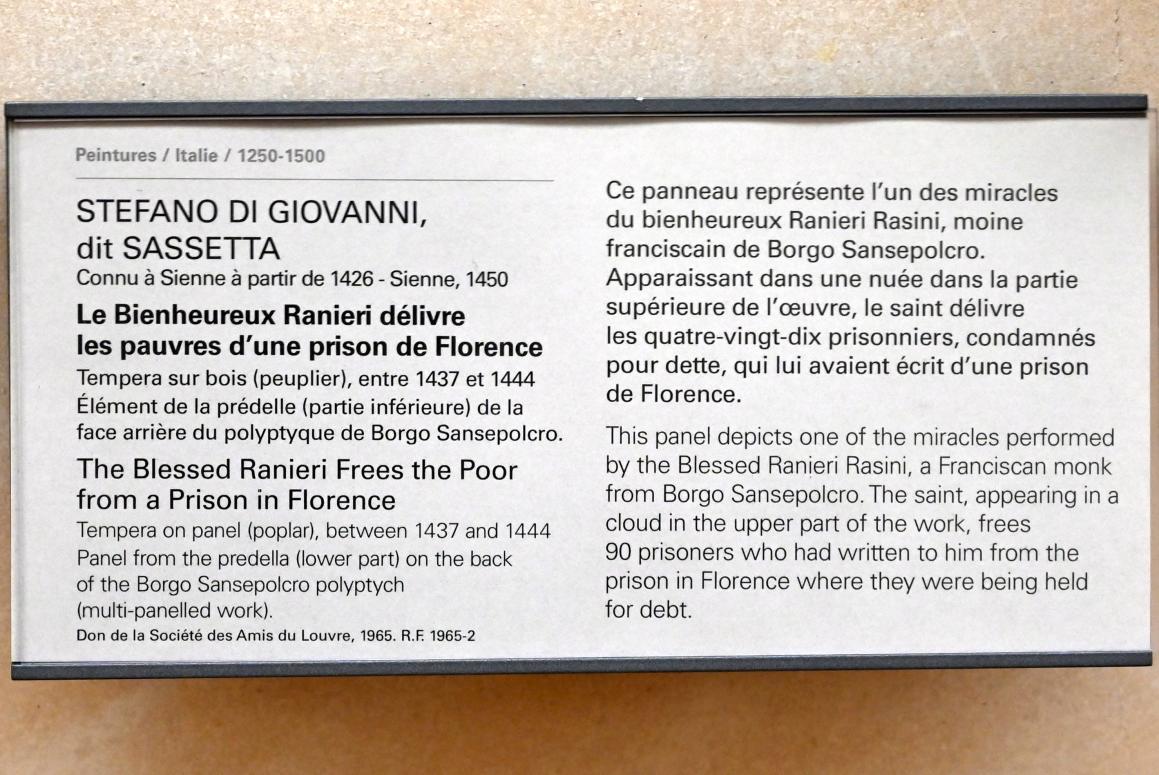 Peintures / Italie / 1250-1500
STEFANO DI GIOVANNI,
dit SASSETTA
Connu à Sienne à partir de 1426 - Sienne, 1450
Le Bienheureux Ranieri délivre
les pauvres d'une prison de Florence
Tempera sur bois (peuplier), entre 1437 et 1444
Élément de la prédelle (partie inférieure) de la
face arrière du polyptyque de Borgo Sansepolcro.
The Blessed Ranieri Frees the Poor
from a Prison in Florence
Tempera on panel (poplar), between 1437 and 1444
Panel from the predella (lower part) on the back
of the Borgo Sansepolcro polyptych
(multi-panelled work).
Don de la Société des Amis du Louvre, 1965. R.F. 1965-2
Ce panneau représente l'un des miracles
du bienheureux Ranieri Rasini, moine
franciscain de Borgo Sansepolcro.
Apparaissant dans une nuée dans la partie
supérieure de l'œuvre, le saint délivre
les quatre-vingt-dix prisonniers, condamnés
pour dette, qui lui avaient écrit d'une prison
de Florence.
This panel depicts one of the miracles performed
by the Blessed Ranieri Rasini, a Franciscan monk
from Borgo Sansepolcro. The saint, appearing in a
cloud in the upper part of the work, frees
90 prisoners who had written to him from the
prison in Florence where they were being held
for debt.